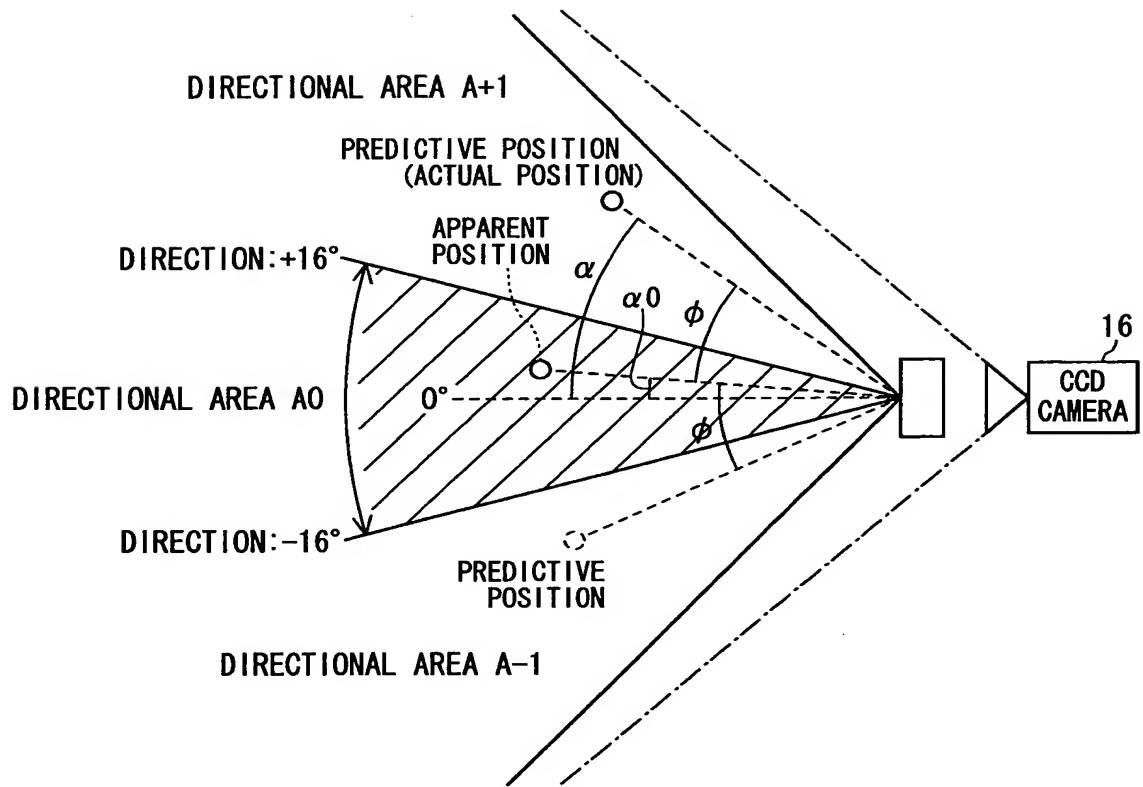 DIRECTIONAL AREA A+1
PREDICTIVE POSITION
(ACTUAL POSITION)
APPARENT
POSITION
DIRECTION:+16°
α
α0
ϕ
16
CCD
CAMERA
DIRECTIONAL AREA A0
0°
ϕ
DIRECTION:−16°
PREDICTIVE
POSITION
DIRECTIONAL AREA A−1